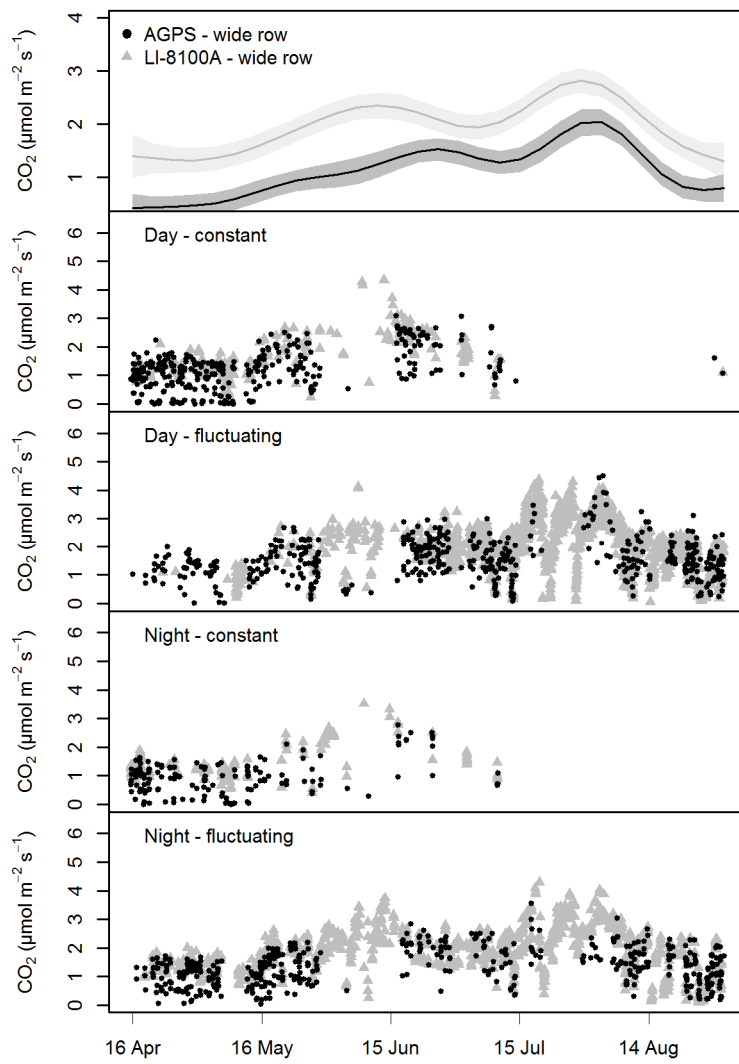 AGPS - wide row
LI-8100A - wide row
CO₂ (µmol m⁻² s⁻¹)
4
3
2
1
Day - constant
CO₂ (µmol m⁻² s⁻¹)
6
5
4
3
2
1
0
Day - fluctuating
CO₂ (µmol m⁻² s⁻¹)
6
5
4
3
2
1
0
Night - constant
CO₂ (µmol m⁻² s⁻¹)
6
5
4
3
2
1
0
Night - fluctuating
CO₂ (µmol m⁻² s⁻¹)
6
5
4
3
2
1
0
16 Apr 16 May 15 Jun 15 Jul 14 Aug